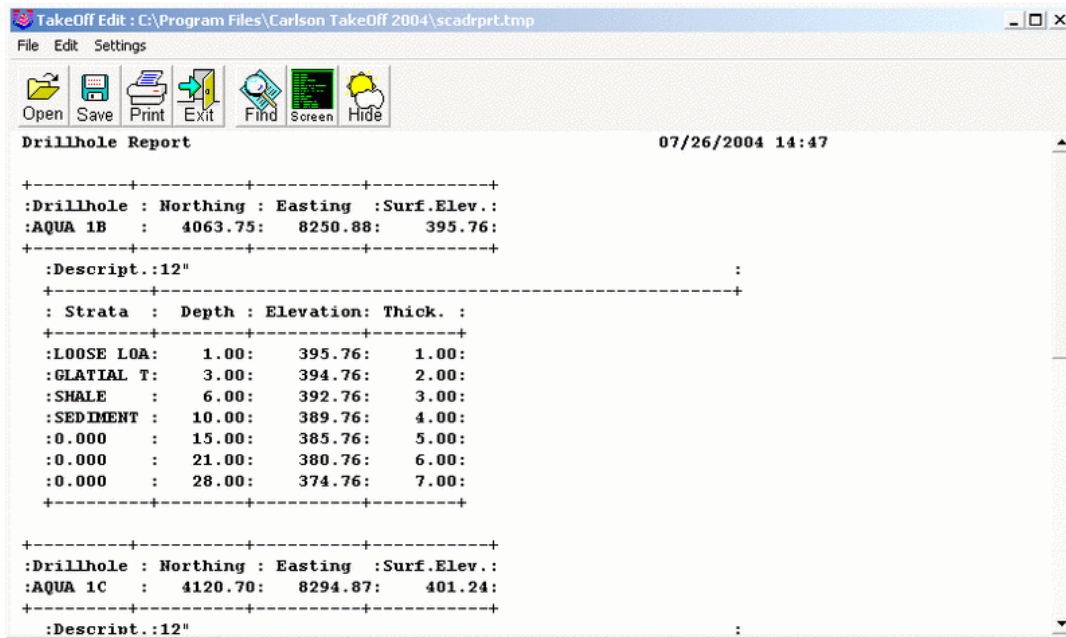 TakeOff Edit : C:\Program Files\Carlson TakeOff 2004\scadrprt.tmp
File Edit Settings
Open Save Print Exit Find Screen Hide
Drillhole Report 07/26/2004 14:47
+---------+----------+----------+-----------+
:Drillhole : Northing : Easting :Surf.Elev.:
:AQUA 1B : 4063.75: 8250.88: 395.76:
+---------+----------+----------+-----------+
:Descript.:12" :
+---------+-----------------------------------------------------+
: Strata : Depth : Elevation: Thick. :
+---------+--------+----------+--------+
:LOOSE LOA: 1.00: 395.76: 1.00:
:GLATIAL T: 3.00: 394.76: 2.00:
:SHALE : 6.00: 392.76: 3.00:
:SEDIMENT : 10.00: 389.76: 4.00:
:0.000 : 15.00: 385.76: 5.00:
:0.000 : 21.00: 380.76: 6.00:
:0.000 : 28.00: 374.76: 7.00:
+---------+--------+----------+--------+
+---------+----------+----------+-----------+
:Drillhole : Northing : Easting :Surf.Elev.:
:AQUA 1C : 4120.70: 8294.87: 401.24:
+---------+----------+----------+-----------+
:Descript.:12" :